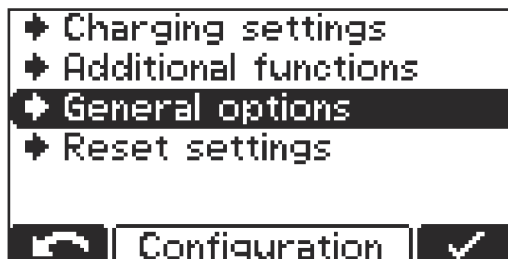 Charging settings
Additional functions
General options
Reset settings
Configuration